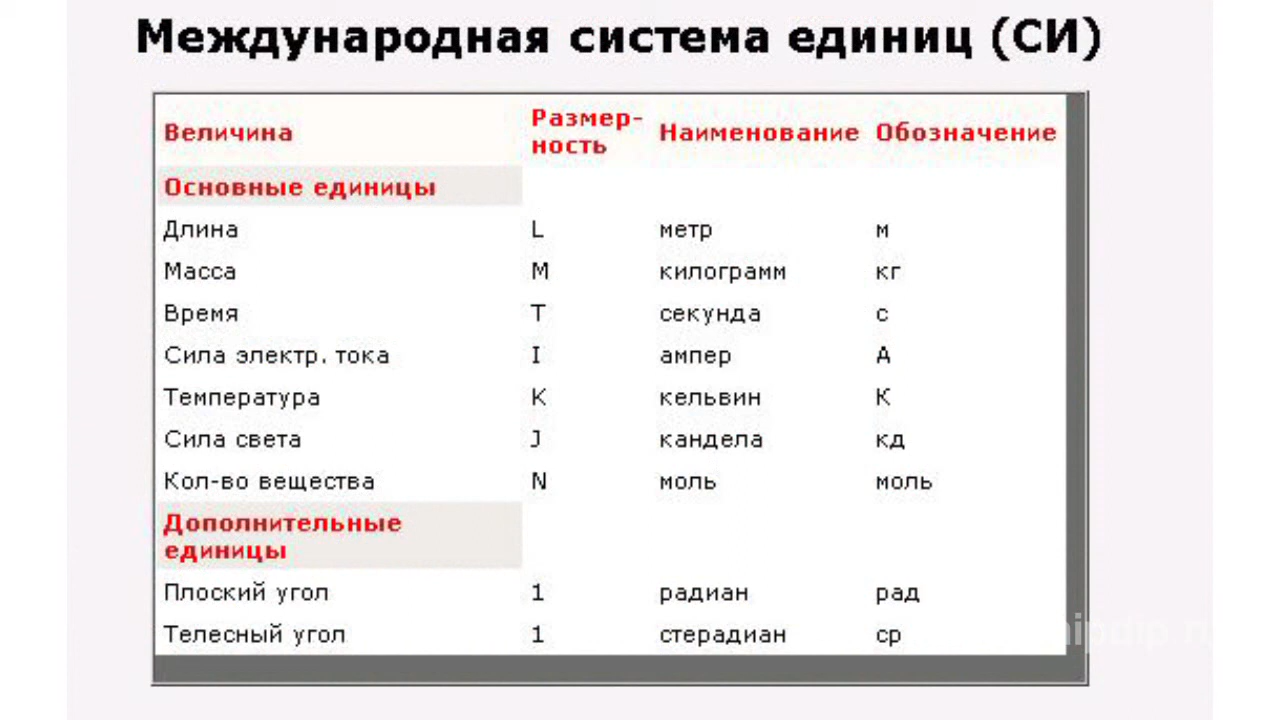 Международная система единиц (СИ)
Величина Размер-ность Наименование Обозначение
Основные единицы
Длина L метр м
Масса M килограмм кг
Время T секунда с
Сила электр. тока I ампер А
Температура K кельвин К
Сила света J кандела кд
Кол-во вещества N моль моль
Дополнительные
единицы
Плоский угол 1 радиан рад
Телесный угол 1 стерадиан ср